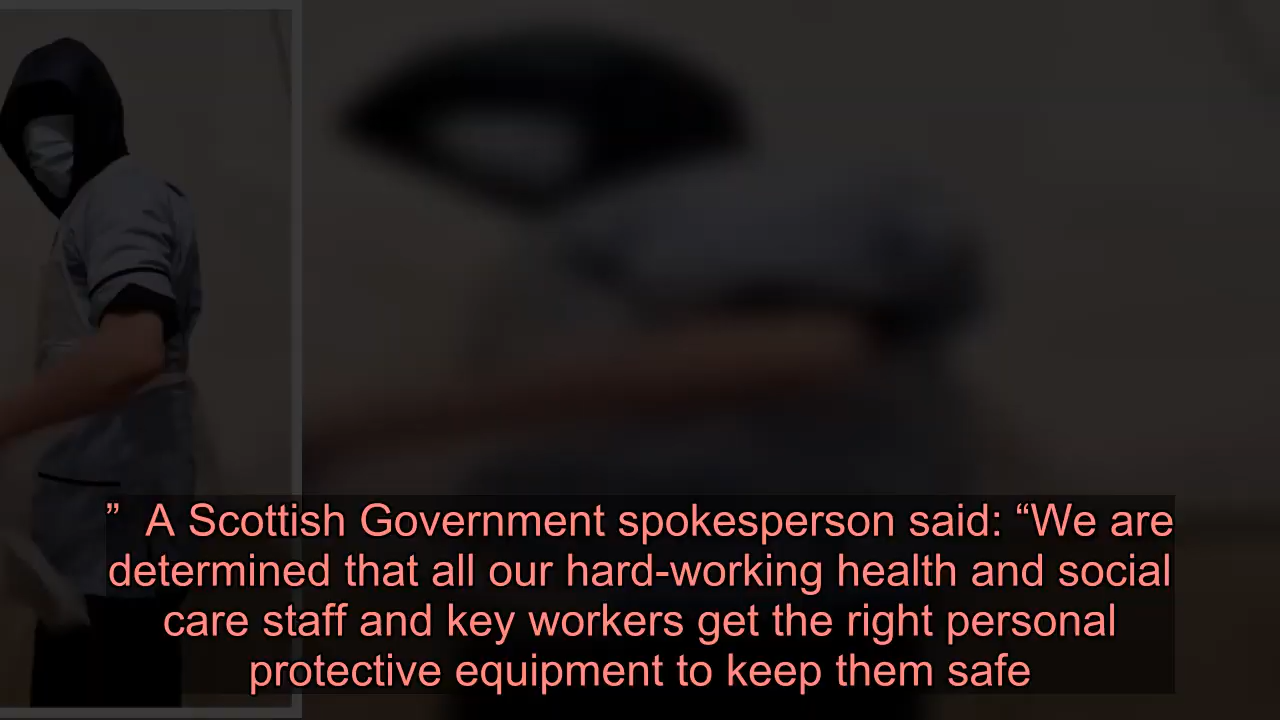 ”  A Scottish Government spokesperson said: “We are
determined that all our hard-working health and social
care staff and key workers get the right personal
protective equipment to keep them safe